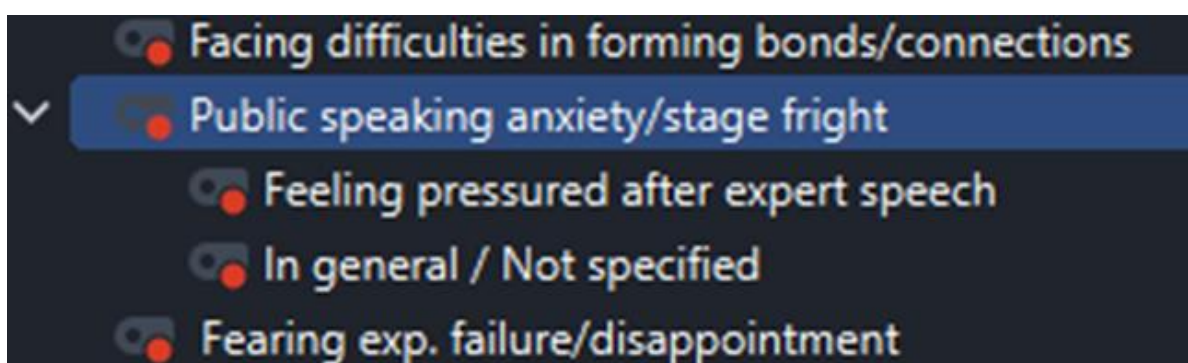 Facing difficulties in forming bonds/connections
Public speaking anxiety/stage fright
Feeling pressured after expert speech
In general / Not specified
Fearing exp. failure/disappointment